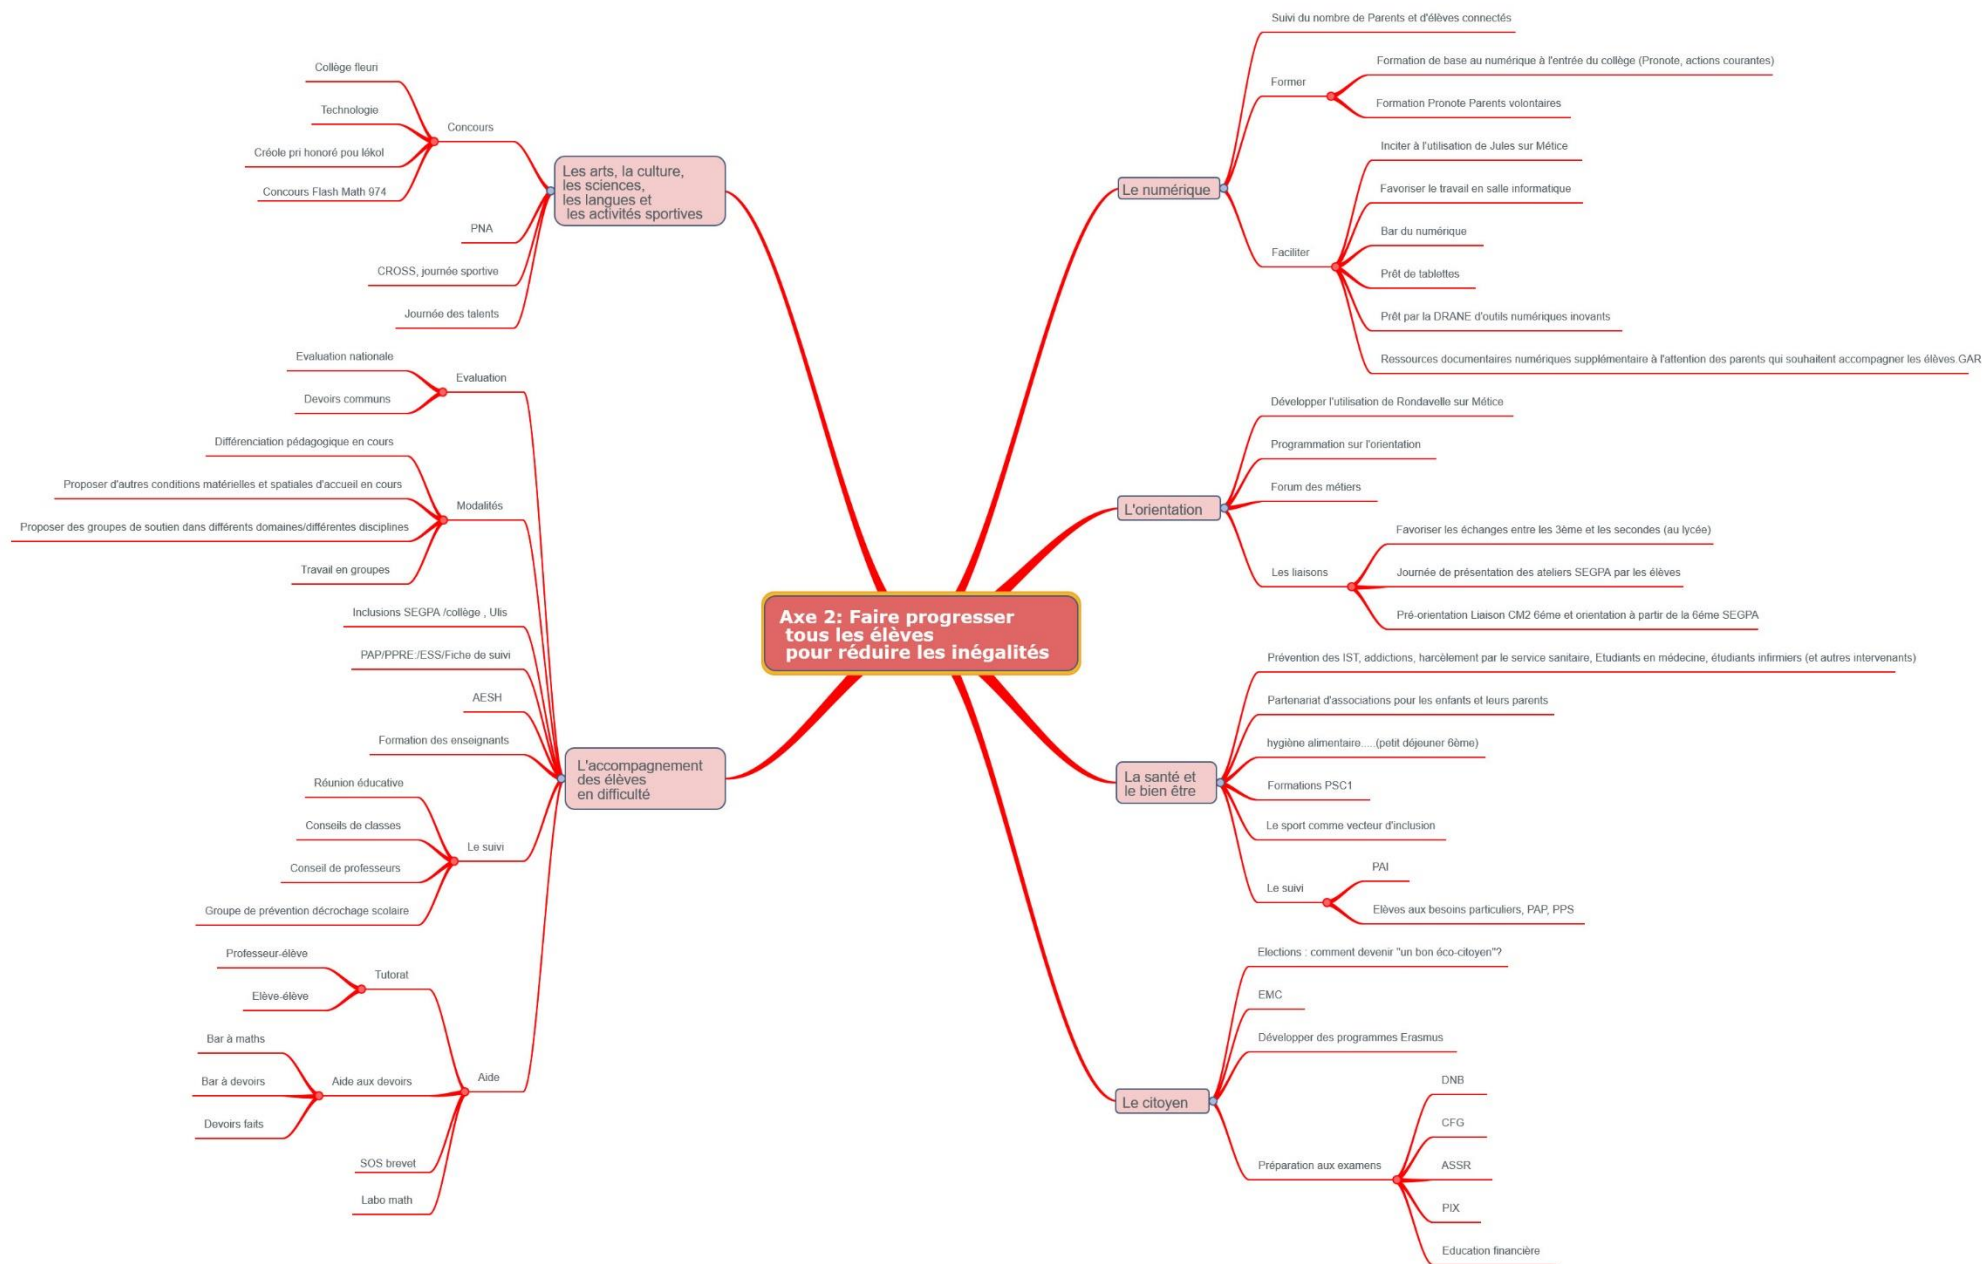 Axe 2: Faire progresser
tous les élèves
pour réduire les inégalités
Les arts, la culture,
les sciences,
les langues et
les activités sportives
Concours
Collège fleuri
Technologie
Créole pri honoré pou lékol
Concours Flash Math 974
PNA
CROSS, journée sportive
Journée des talents
L'accompagnement
des élèves
en difficulté
Evaluation
Evaluation nationale
Devoirs communs
Modalités
Différenciation pédagogique en cours
Proposer d'autres conditions matérielles et spatiales d'accueil en cours
Proposer des groupes de soutien dans différents domaines/différentes disciplines
Travail en groupes
Inclusions SEGPA /collège , Ulis
PAP/PPRE:/ESS/Fiche de suivi
AESH
Formation des enseignants
Le suivi
Réunion éducative
Conseils de classes
Conseil de professeurs
Groupe de prévention décrochage scolaire
Aide
Tutorat
Professeur-élève
Elève-élève
Aide aux devoirs
Bar à maths
Bar à devoirs
Devoirs faits
SOS brevet
Labo math
Le numérique
Suivi du nombre de Parents et d'élèves connectés
Former
Formation de base au numérique à l'entrée du collège (Pronote, actions courantes)
Formation Pronote Parents volontaires
Faciliter
Inciter à l'utilisation de Jules sur Métice
Favoriser le travail en salle informatique
Bar du numérique
Prêt de tablettes
Prêt par la DRANE d'outils numériques inovants
Ressources documentaires numériques supplémentaire à l'attention des parents qui souhaitent accompagner les élèves.GAR
L'orientation
Développer l'utilisation de Rondavelle sur Métice
Programmation sur l'orientation
Forum des métiers
Les liaisons
Favoriser les échanges entre les 3ème et les secondes (au lycée)
Journée de présentation des ateliers SEGPA par les élèves
Pré-orientation Liaison CM2 6éme et orientation à partir de la 6éme SEGPA
La santé et
le bien être
Prévention des IST, addictions, harcèlement par le service sanitaire, Etudiants en médecine, étudiants infirmiers (et autres intervenants)
Partenariat d'associations pour les enfants et leurs parents
hygiène alimentaire.....(petit déjeuner 6ème)
Formations PSC1
Le sport comme vecteur d'inclusion
Le suivi
PAI
Elèves aux besoins particuliers, PAP, PPS
Le citoyen
Elections : comment devenir "un bon éco-citoyen"?
EMC
Développer des programmes Erasmus
Préparation aux examens
DNB
CFG
ASSR
PIX
Education financière